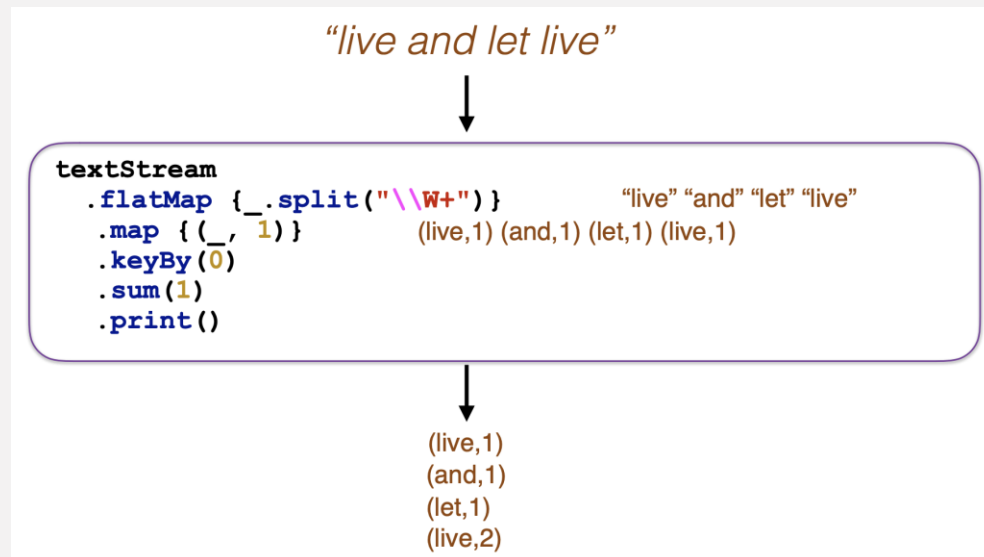 “live and let live”
textStream
.flatMap {_.split("\\W+")} “live” “and” “let” “live”
.map {(_, 1)} (live,1) (and,1) (let,1) (live,1)
.keyBy(0)
.sum(1)
.print()
(live,1)
(and,1)
(let,1)
(live,2)